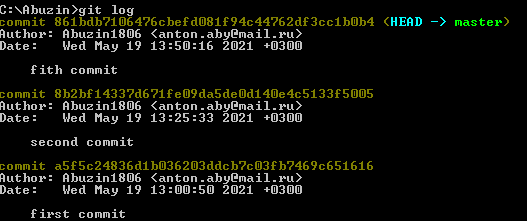 C:\Abuzin>git log
commit 861bdb7106476cbefd081f94c44762df3cc1b0b4 (HEAD -> master)
Author: Abuzin1806 <anton.aby@mail.ru>
Date:   Wed May 19 13:50:16 2021 +0300
fith commit
commit 8b2bf14337d671fe09da5de0d140e4c5133f5005
Author: Abuzin1806 <anton.aby@mail.ru>
Date:   Wed May 19 13:25:33 2021 +0300
second commit
commit a5f5c24836d1b036203ddcb7c03fb7469c651616
Author: Abuzin1806 <anton.aby@mail.ru>
Date:   Wed May 19 13:00:50 2021 +0300
first commit